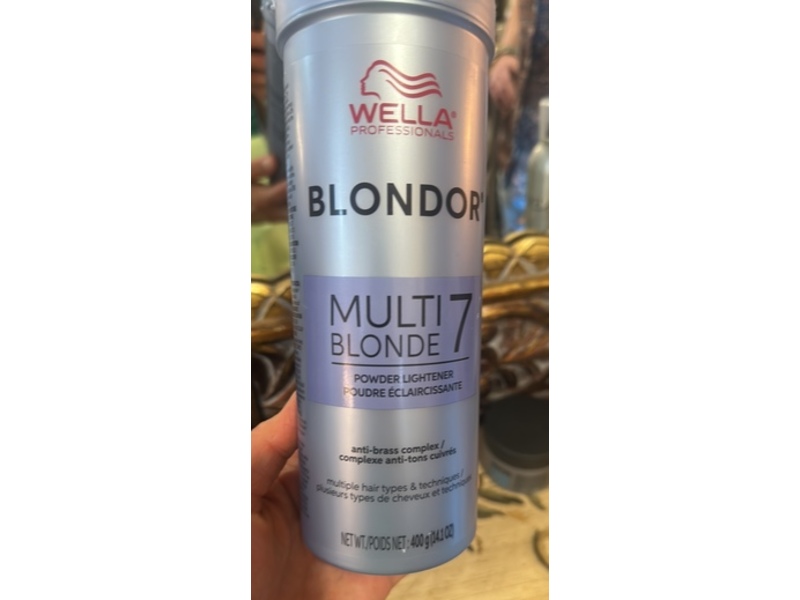 WELLA®
PROFESSIONALS
BLONDOR®
MULTI 7
BLONDE
POWDER LIGHTENER
POUDRE ÉCLAIRCISSANTE
anti-brass complex /
complexe anti-tons cuivrés
multiple hair types & techniques /
plusieurs types de cheveux et techniques
NET WT./POIDS NET : 400 g (14.1 OZ)